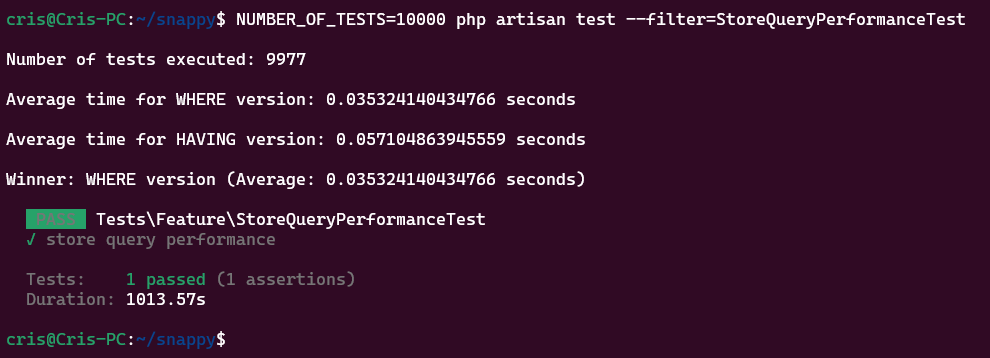 cris@Cris-PC:~/snappy$ NUMBER_OF_TESTS=10000 php artisan test --filter=StoreQueryPerformanceTest
Number of tests executed: 9977
Average time for WHERE version: 0.035324140434766 seconds
Average time for HAVING version: 0.057104863945559 seconds
Winner: WHERE version (Average: 0.035324140434766 seconds)
PASS Tests\Feature\StoreQueryPerformanceTest
✓ store query performance
Tests: 1 passed (1 assertions)
Duration: 1013.57s
cris@Cris-PC:~/snappy$